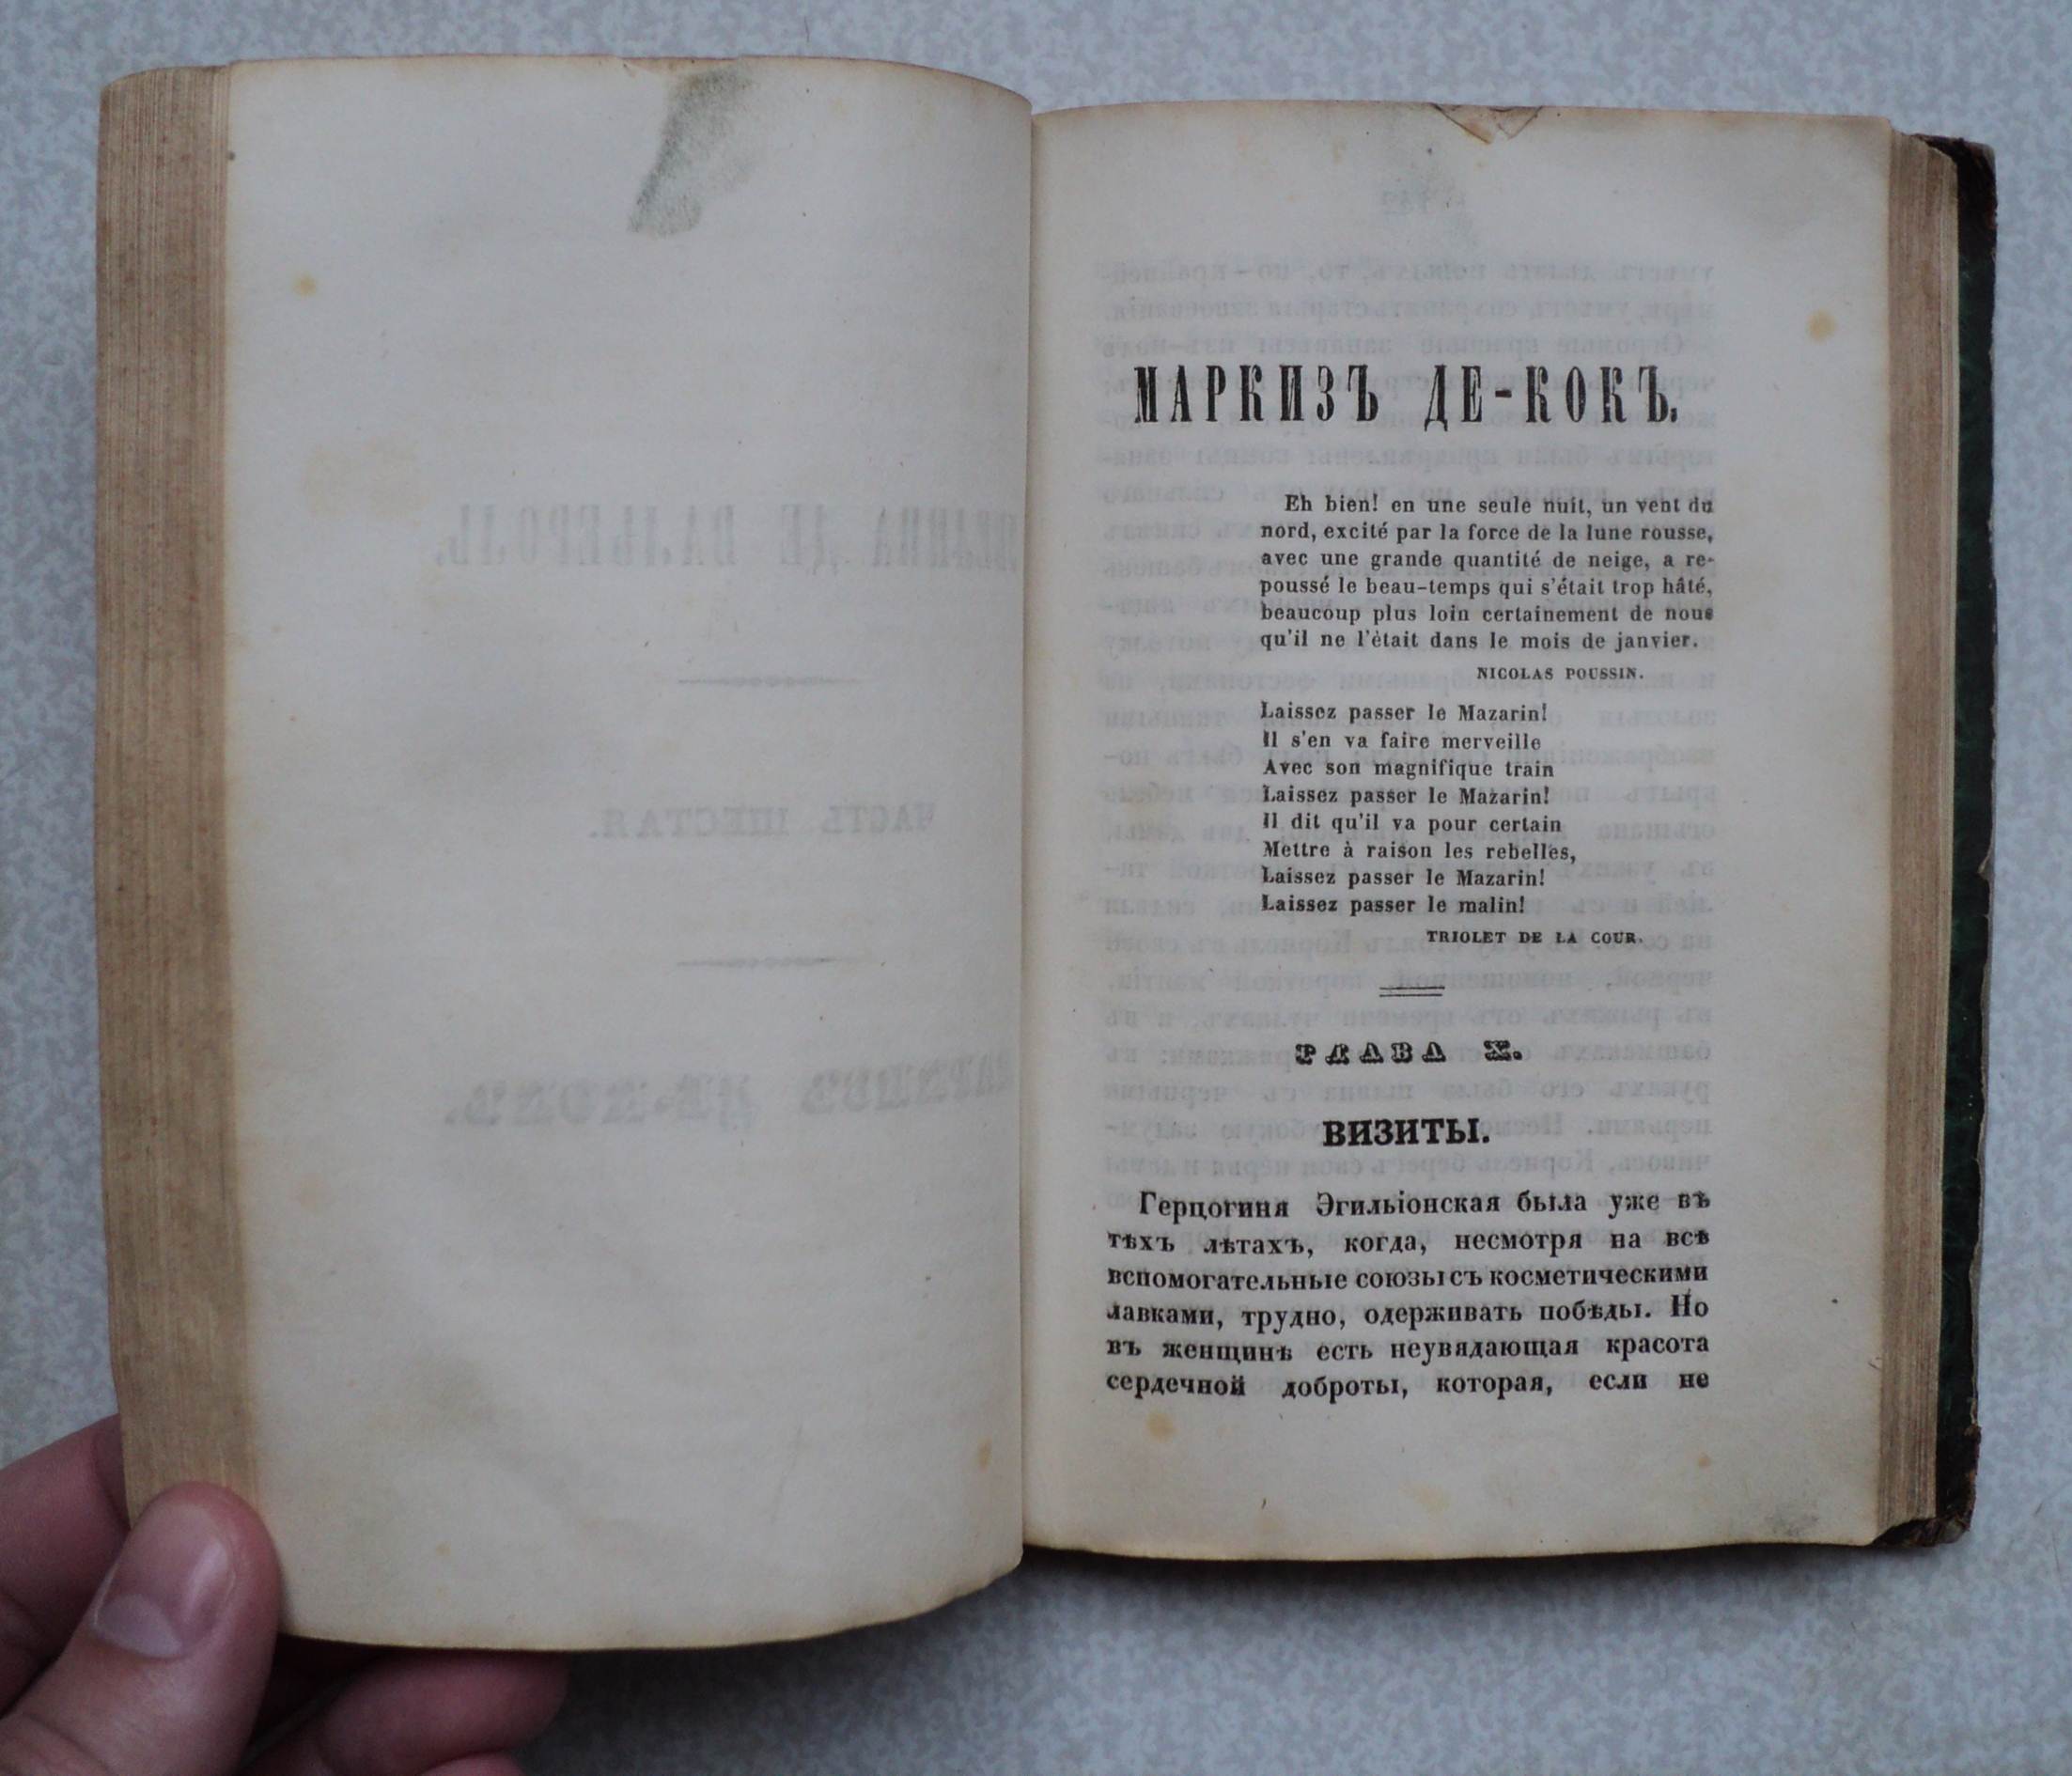 МАРКИЗЪ ДЕ-КОКЪ.
Eh bien! en une seule nuit, un vent du
nord, excité par la force de la lune rousse,
avec une grande quantité de neige, a re-
poussé le beau-temps qui s'était trop hâté,
beaucoup plus loin certainement de nous
qu'il ne l'était dans le mois de janvier.
NICOLAS POUSSIN.
Laissez passer le Mazarin!
Il s'en va faire merveille
Avec son magnifique train
Laissez passer le Mazarin!
Il dit qu'il va pour certain
Mettre à raison les rebelles,
Laissez passer le Mazarin!
Laissez passer le malin!
TRIOLET DE LA COUR.
ГЛАВА X.
ВИЗИТЫ.
Герцогиня Эгильіонская была уже въ
тѣхъ лѣтахъ, когда, несмотря на всѣ
вспомогательные союзы съ косметическими
лавками, трудно, одерживать побѣды. Но
въ женщинѣ есть неувядающая красота
сердечной доброты, которая, если не